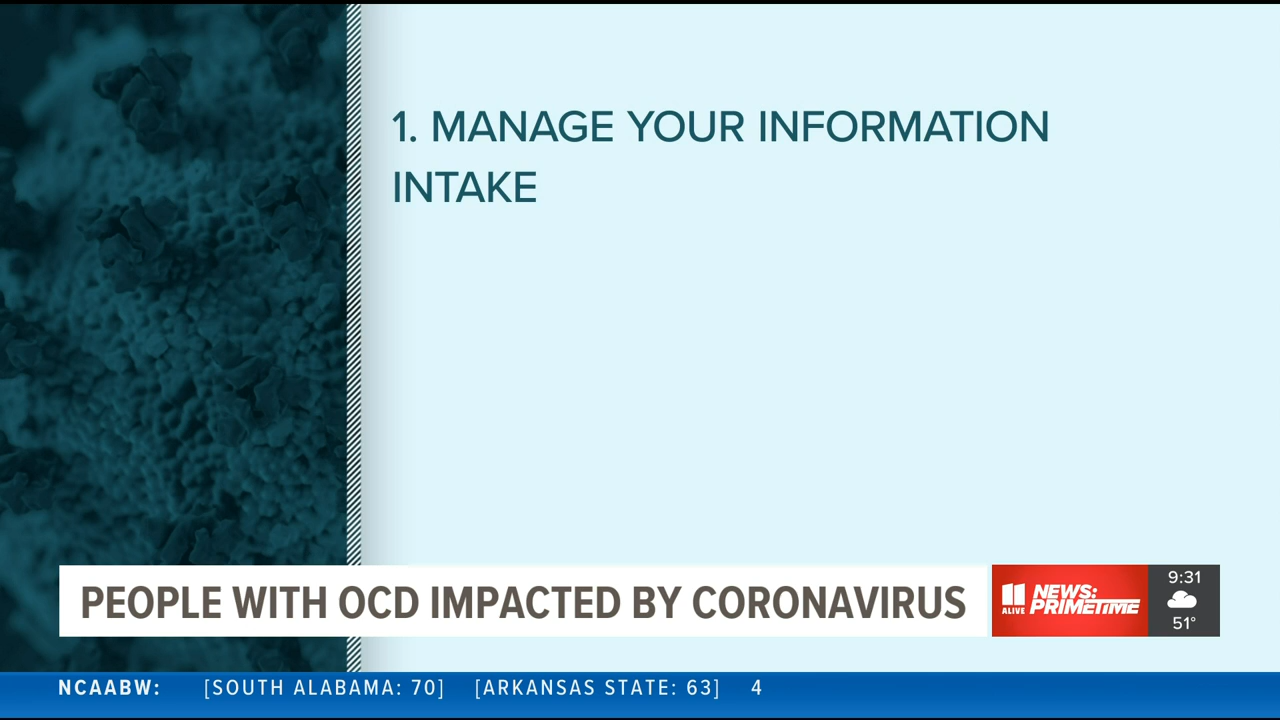 1. MANAGE YOUR INFORMATION
INTAKE
PEOPLE WITH OCD IMPACTED BY CORONAVIRUS
11 ALIVE
NEWS:
PRIMETIME
9:31
51°
NCAABW: [SOUTH ALABAMA: 70] [ARKANSAS STATE: 63] 4